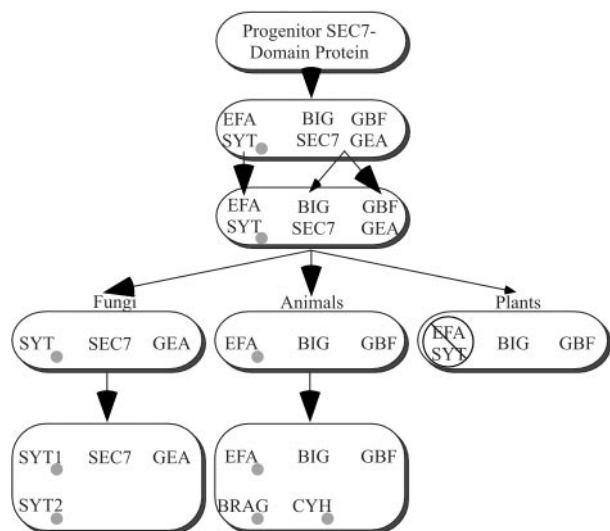 Progenitor SEC7-
Domain Protein
EFA BIG GBF
SYT SEC7 GEA
EFA BIG GBF
SYT SEC7 GEA
Fungi Animals Plants
SYT SEC7 GEA
EFA BIG GBF
EFA
SYT BIG GBF
SYT1 SEC7 GEA
SYT2
EFA BIG GBF
BRAG CYH